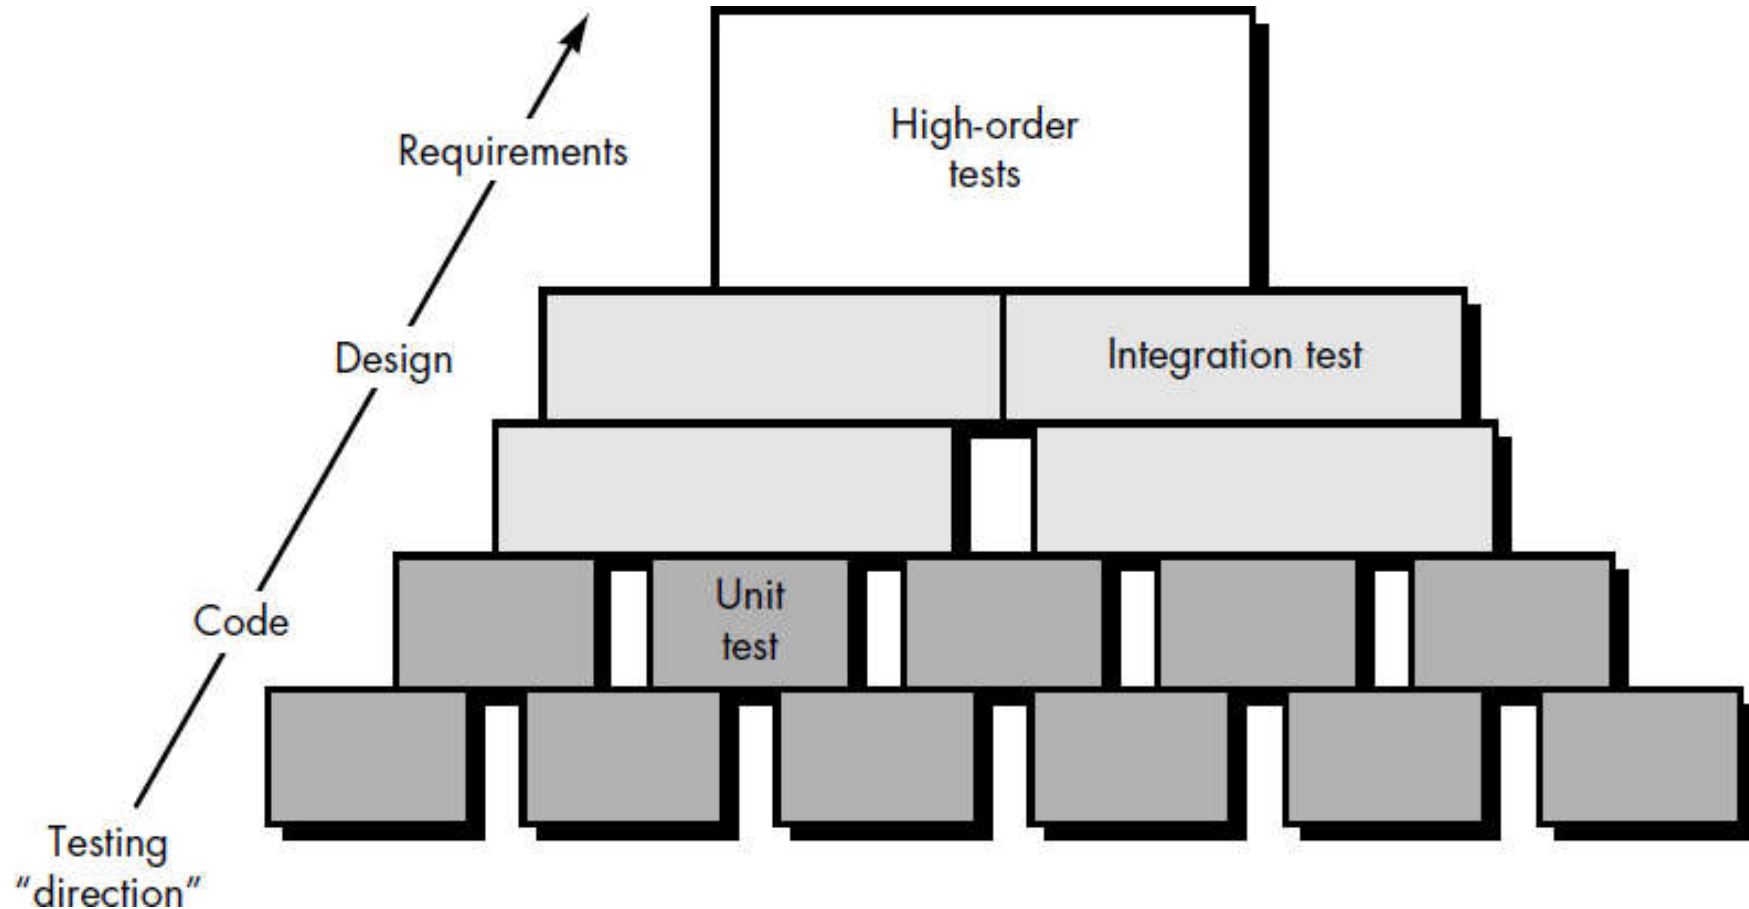 High-order
tests
Requirements
Integration test
Design
Unit
test
Code
Testing
“direction”